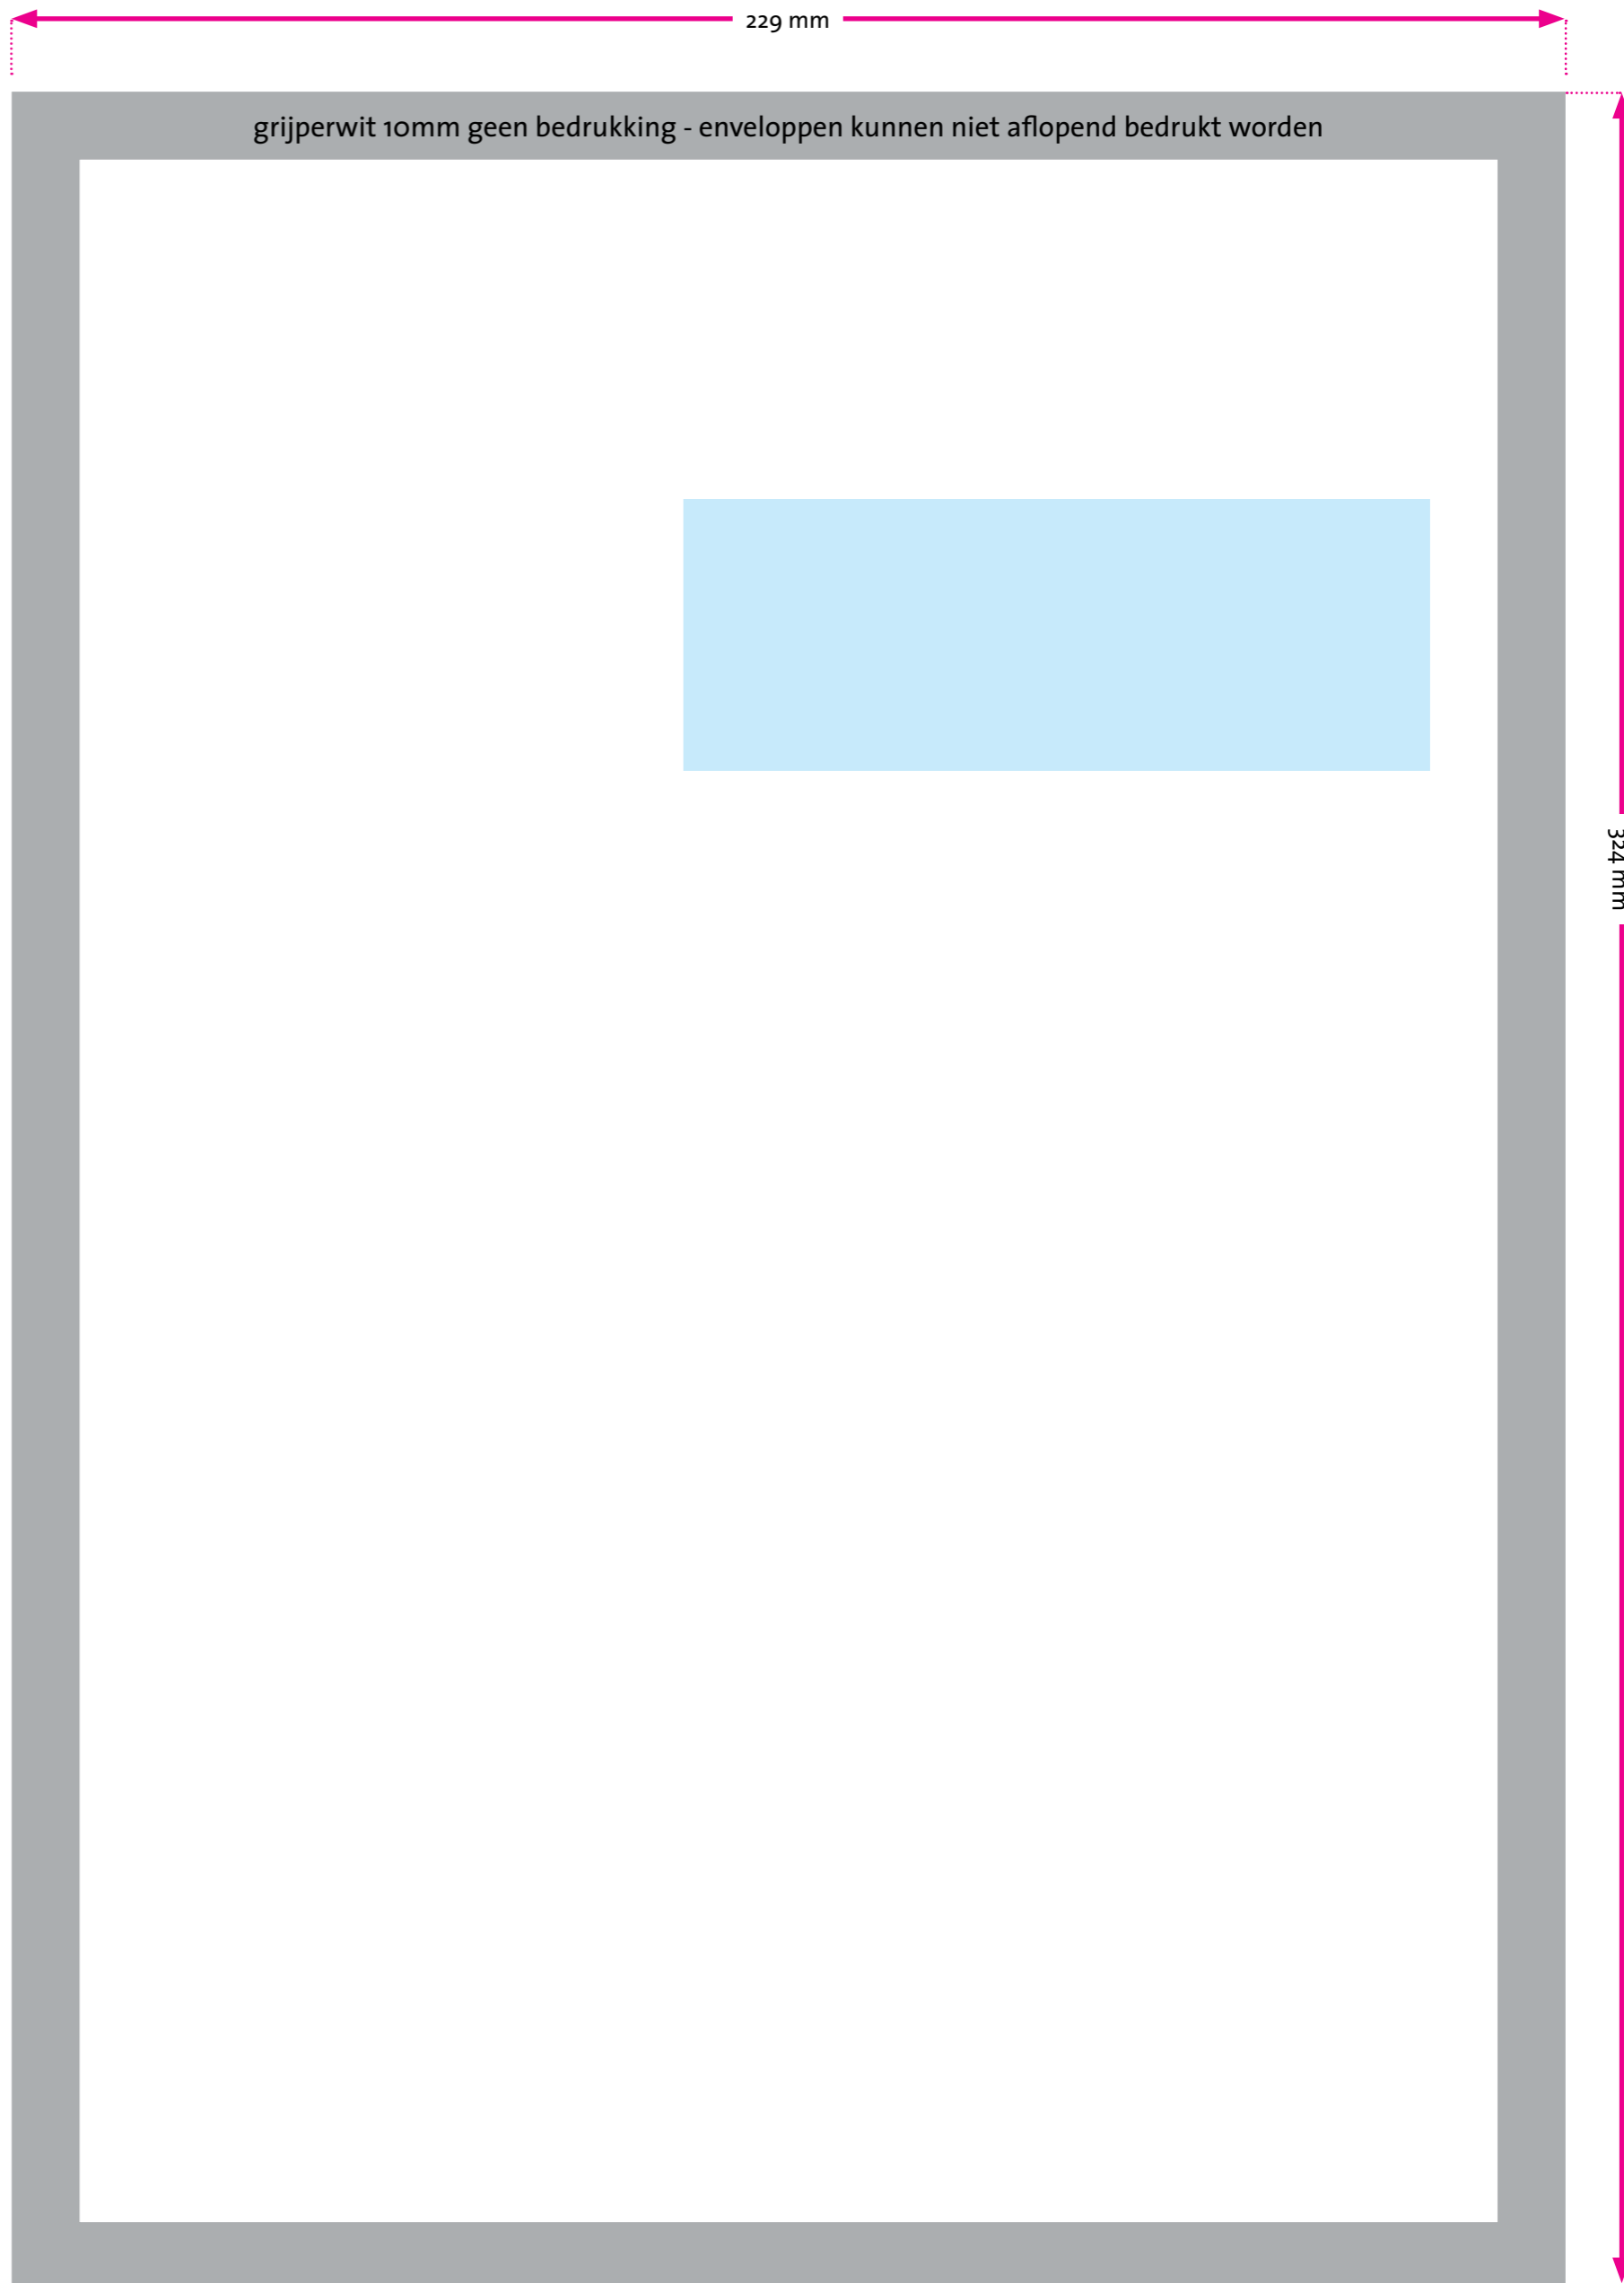 229 mm
grijperwit 10mm geen bedrukking - enveloppen kunnen niet aflopend bedrukt worden
324 mm